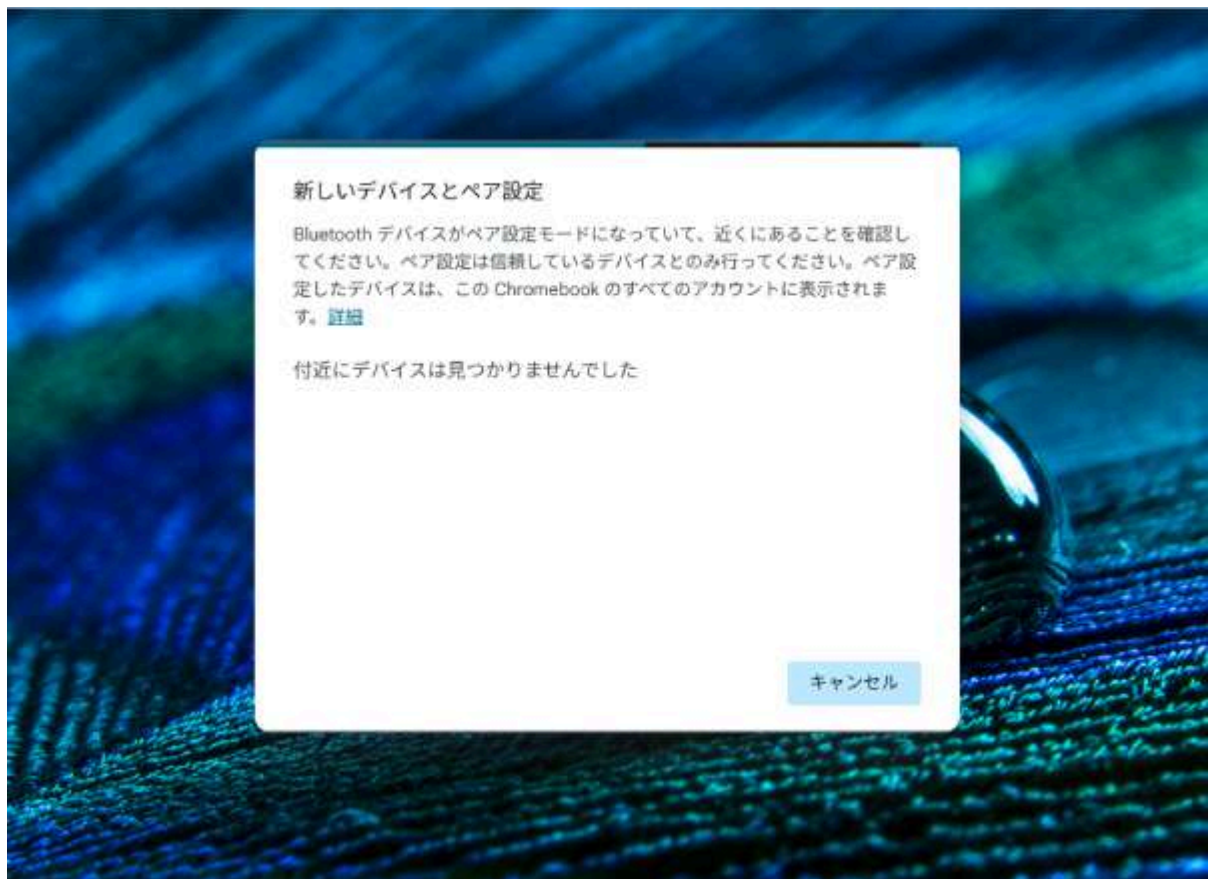 新しいデバイスとペア設定
Bluetooth デバイスがペア設定モードになっていて、近くにあることを確認し
てください。ペア設定は信頼しているデバイスとのみ行ってください。ペア設
定したデバイスは、この Chromebook のすべてのアカウントに表示されま
す。詳細
付近にデバイスは見つかりませんでした
キャンセル